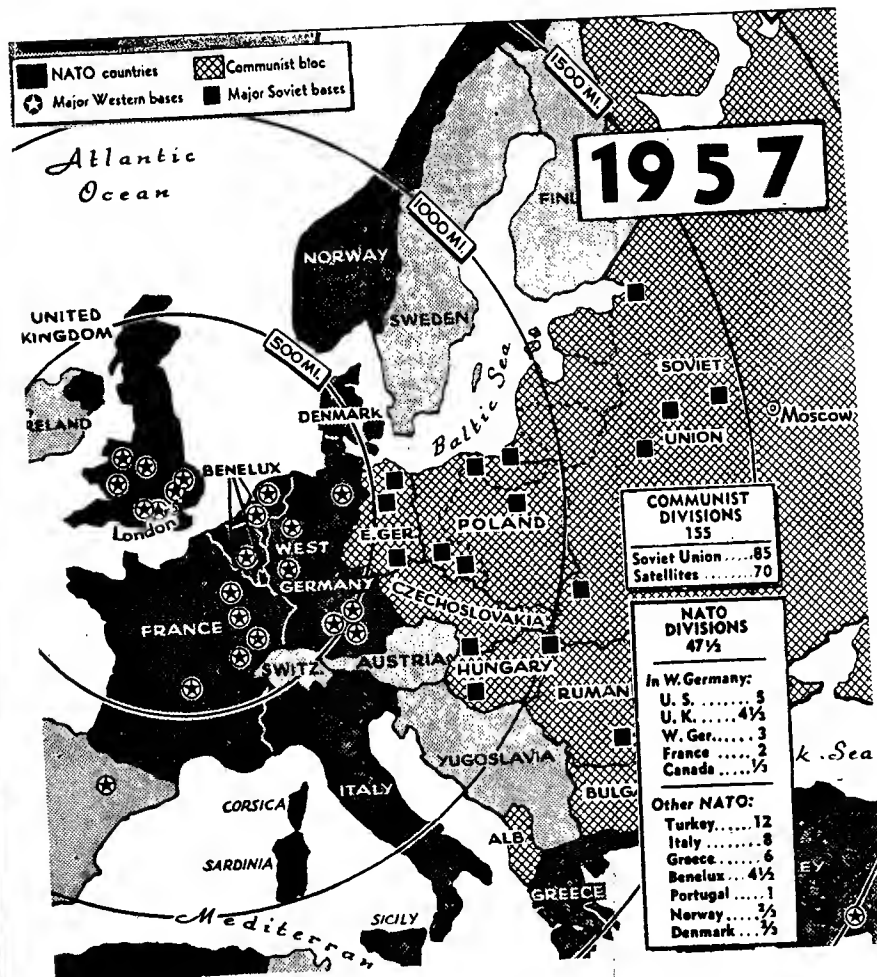 NATO countries
Communist bloc
Major Western bases
Major Soviet bases
1500 MI.
1957
Atlantic
Ocean
FINL
1000 MI.
NORWAY
UNITED
KINGDOM
SWEDEN
500 MI.
SOVIET
Baltic Sea
DENMARK
Moscow
RELAND
UNION
BENELUX
London
COMMUNIST
DIVISIONS
155
Soviet Union.....85
Satellites........70
E.GER.
POLAND
WEST
GERMANY
CZECHOSLOVAKIA
FRANCE
SWITZ.
AUSTRIA
HUNGARY
RUMAN
NATO
DIVISIONS
47½
In W. Germany:
U. S. ........ 5
U. K. ..... 4⅓
W. Ger...... 3
France ..... 2
Canada .....⅓
k Sea
YUGOSLAVIA
ITALY
BULGA
CORSICA
ALB.
Other NATO:
Turkey......12
Italy ........8
Greece.......6
Benelux...4½
Portugal .....1
Norway .....⅔
Denmark...⅔
EY
SARDINIA
GREECE
SICILY
Mediterran